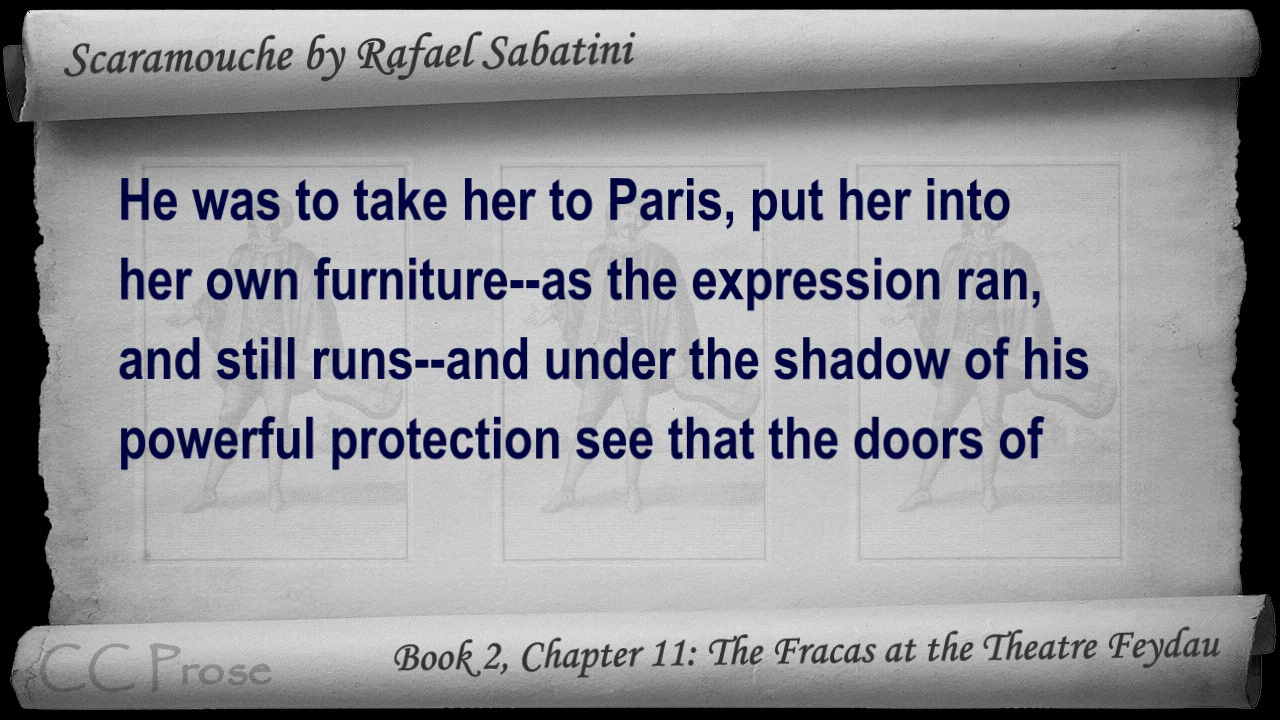 Scaramouche by Rafael Sabatini
He was to take her to Paris, put her into
her own furniture--as the expression ran,
and still runs--and under the shadow of his
powerful protection see that the doors of
CC Prose
Book 2, Chapter 11: The Fracas at the Theatre Feydau